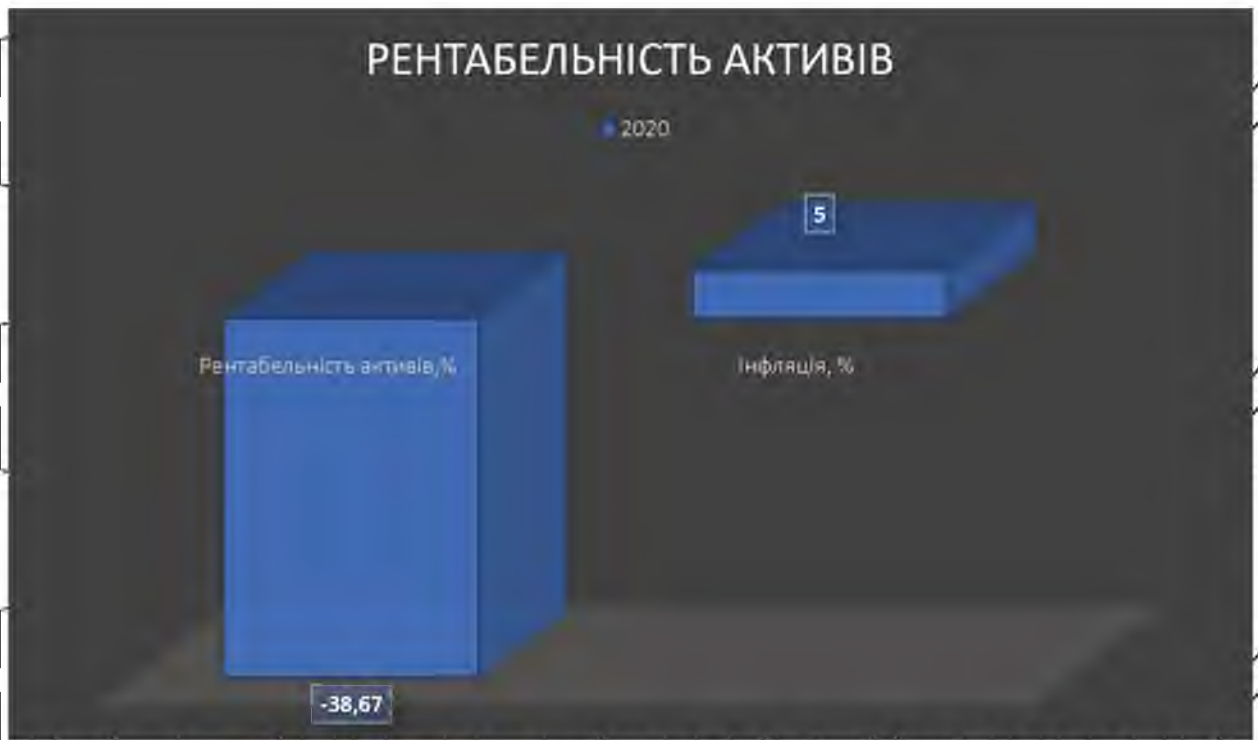 РЕНТАБЕЛЬНІСТЬ АКТИВІВ
2020
5
Рентабельність активів,%
Інфляція, %
-38,67